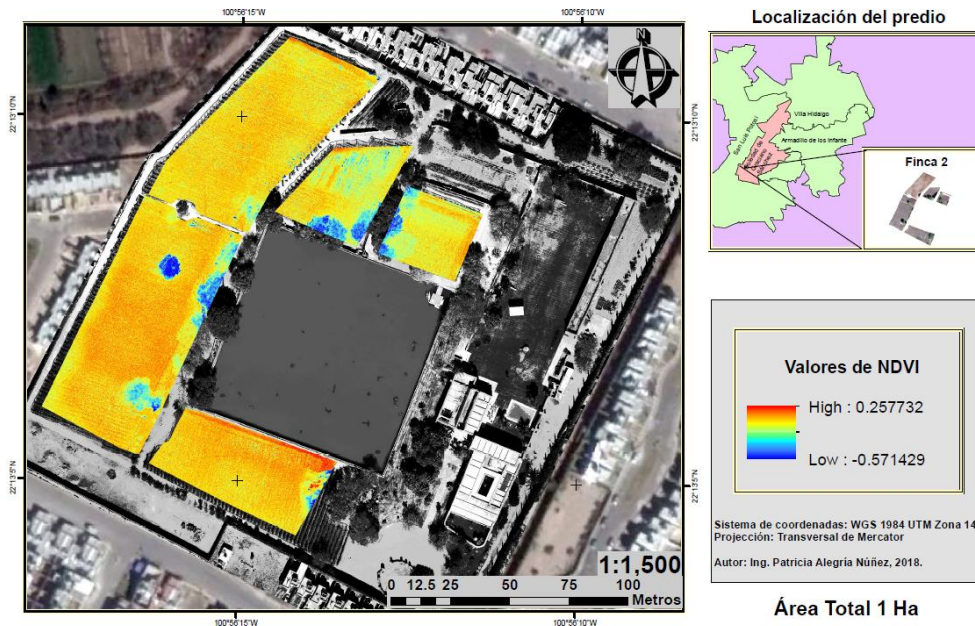 100°56'15"W
100°56'10"W
22°13'10"N
22°13'10"N
22°13'5"N
22°13'5"N
100°56'15"W
100°56'10"W
N
1:1,500
0 12.5 25 50 75 100
Metros
Localización del predio
Villa Hidalgo
San Luis Potosí
Armadillo de los Infante
Finca 2
Valores de NDVI
High : 0.257732
Low : -0.571429
Sistema de coordenadas: WGS 1984 UTM Zona 14
Projección: Transversal de Mercator
Autor: Ing. Patricia Alegría Núñez, 2018.
Área Total 1 Ha